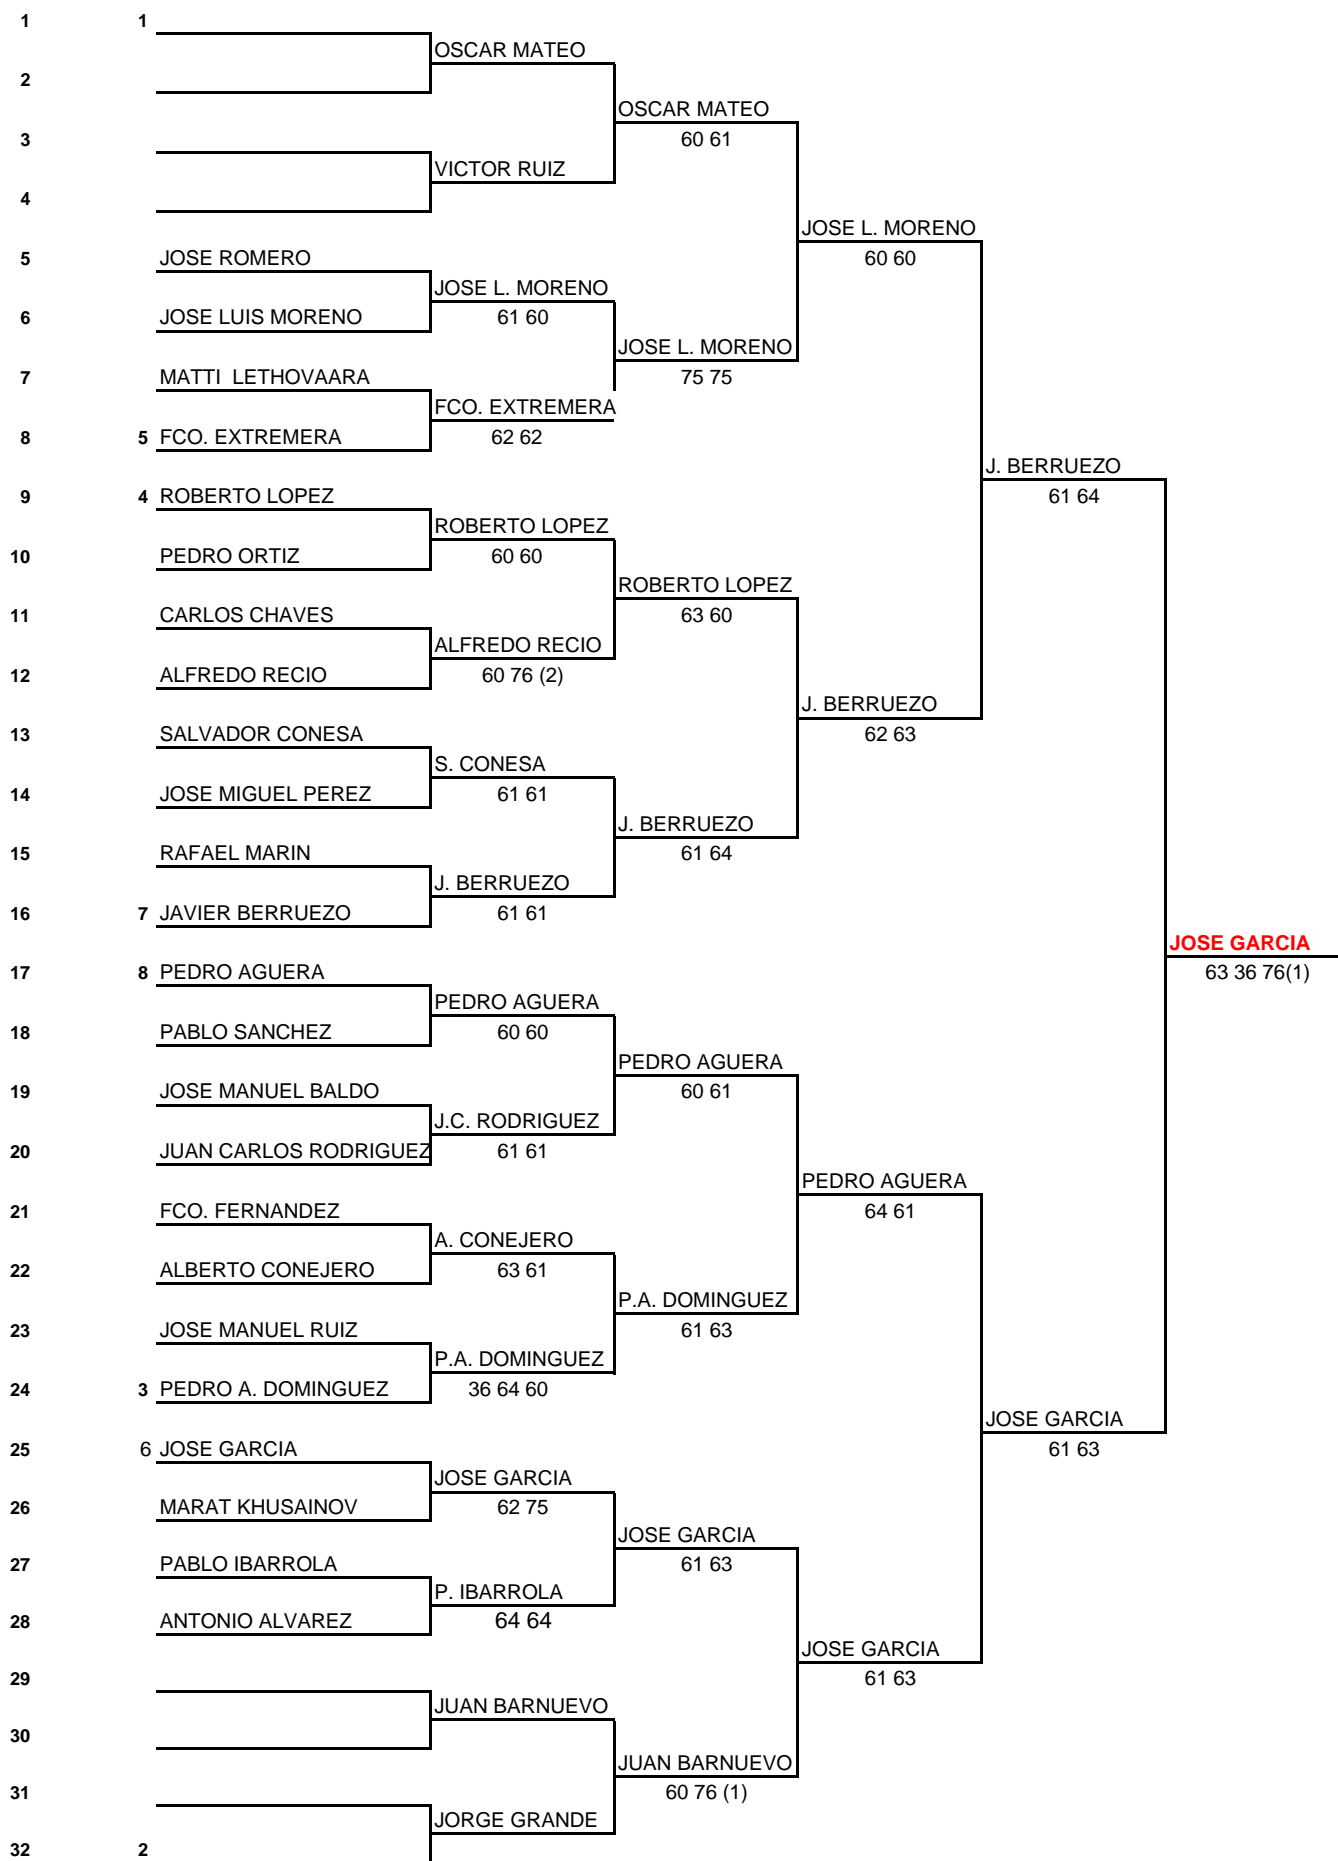 1 1
OSCAR MATEO
2
OSCAR MATEO
3 60 61
VICTOR RUIZ
4
JOSE L. MORENO
5 JOSE ROMERO 60 60
JOSE L. MORENO
6 JOSE LUIS MORENO 61 60
JOSE L. MORENO
7 MATTI LETHOVAARA 75 75
FCO. EXTREMERA
8 5 FCO. EXTREMERA 62 62
J. BERRUEZO
9 4 ROBERTO LOPEZ 61 64
ROBERTO LOPEZ
10 PEDRO ORTIZ 60 60
ROBERTO LOPEZ
11 CARLOS CHAVES 63 60
ALFREDO RECIO
12 ALFREDO RECIO 60 76 (2)
J. BERRUEZO
13 SALVADOR CONESA 62 63
S. CONESA
14 JOSE MIGUEL PEREZ 61 61
J. BERRUEZO
15 RAFAEL MARIN 61 64
J. BERRUEZO
16 7 JAVIER BERRUEZO 61 61
JOSE GARCIA
17 8 PEDRO AGUERA 63 36 76(1)
PEDRO AGUERA
18 PABLO SANCHEZ 60 60
PEDRO AGUERA
19 JOSE MANUEL BALDO 60 61
J.C. RODRIGUEZ
20 JUAN CARLOS RODRIGUEZ 61 61
PEDRO AGUERA
21 FCO. FERNANDEZ 64 61
A. CONEJERO
22 ALBERTO CONEJERO 63 61
P.A. DOMINGUEZ
23 JOSE MANUEL RUIZ 61 63
P.A. DOMINGUEZ
24 3 PEDRO A. DOMINGUEZ 36 64 60
JOSE GARCIA
25 6 JOSE GARCIA 61 63
JOSE GARCIA
26 MARAT KHUSAINOV 62 75
JOSE GARCIA
27 PABLO IBARROLA 61 63
P. IBARROLA
28 ANTONIO ALVAREZ 64 64
JOSE GARCIA
29 61 63
JUAN BARNUEVO
30
JUAN BARNUEVO
31 60 76 (1)
JORGE GRANDE
32 2